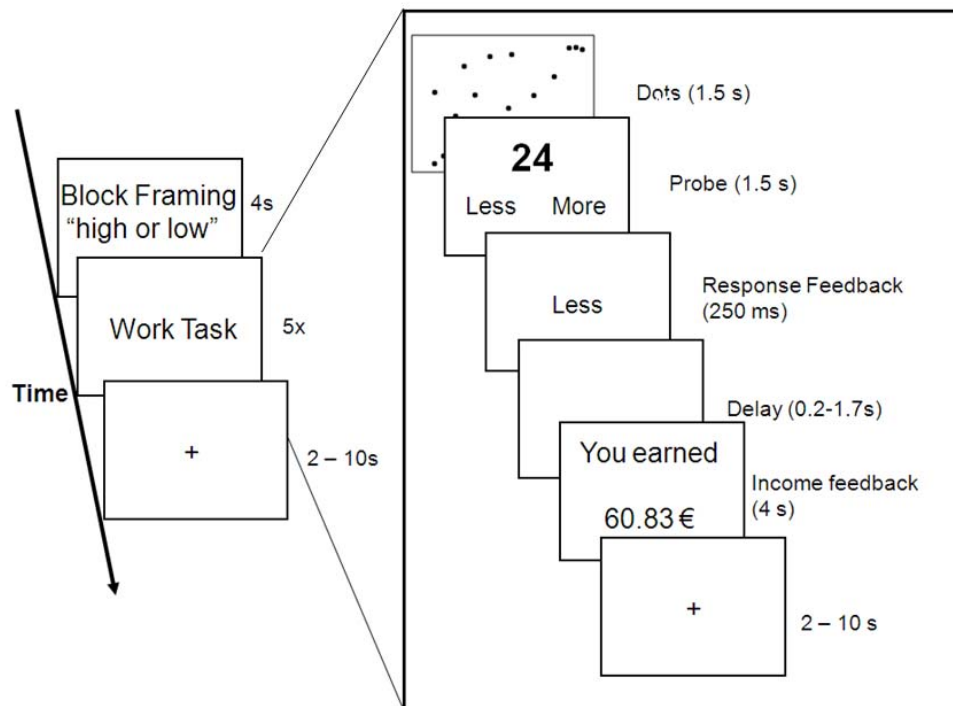 Block Framing
“high or low”
4s
Work Task
5x
Time
+
2 – 10s
Dots (1.5 s)
24
Less More
Probe (1.5 s)
Less
Response Feedback
(250 ms)
Delay (0.2-1.7s)
You earned
60.83 €
Income feedback
(4 s)
+
2 – 10 s